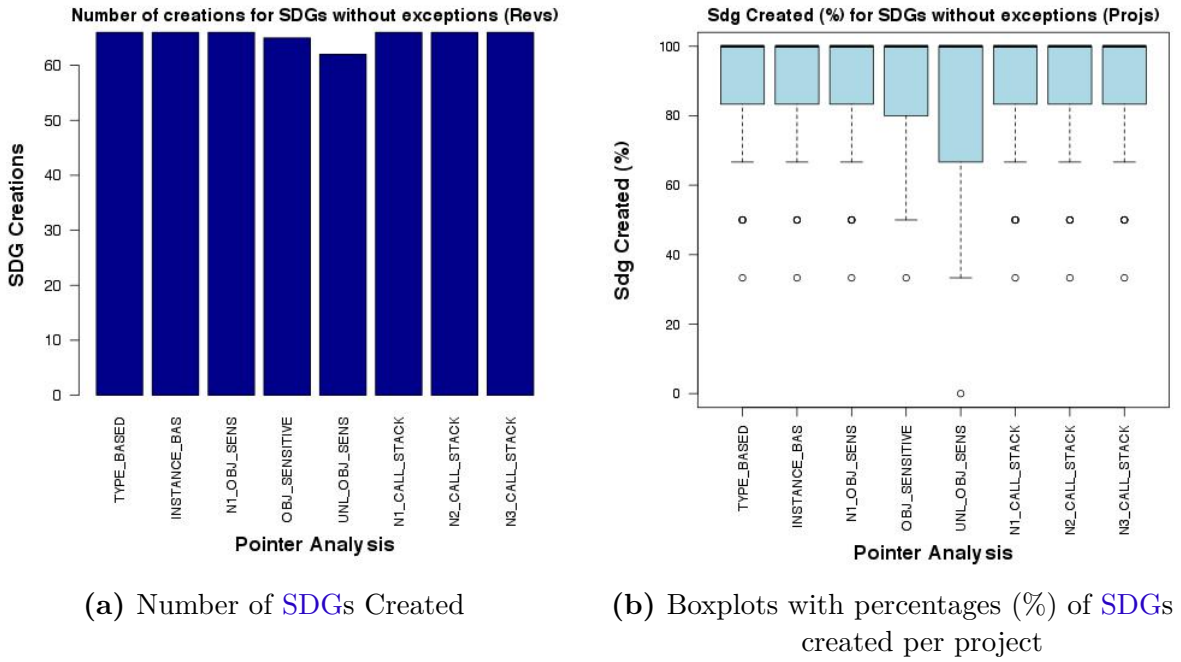 Number of creations for SDGs without exceptions (Revs)
SDG Creations
60
50
40
30
20
10
0
TYPE_BASED
INSTANCE_BAS
N1_OBJ_SENS
OBJ_SENSITIVE
UNL_OBJ_SENS
N1_CALL_STACK
N2_CALL_STACK
N3_CALL_STACK
Pointer Analysis
(a) Number of SDGs Created
Sdg Created (%) for SDGs without exceptions (Projs)
Sdg Created (%)
100
80
60
40
20
0
TYPE_BASED
INSTANCE_BAS
N1_OBJ_SENS
OBJ_SENSITIVE
UNL_OBJ_SENS
N1_CALL_STACK
N2_CALL_STACK
N3_CALL_STACK
Pointer Analysis
(b) Boxplots with percentages (%) of SDGs
created per project